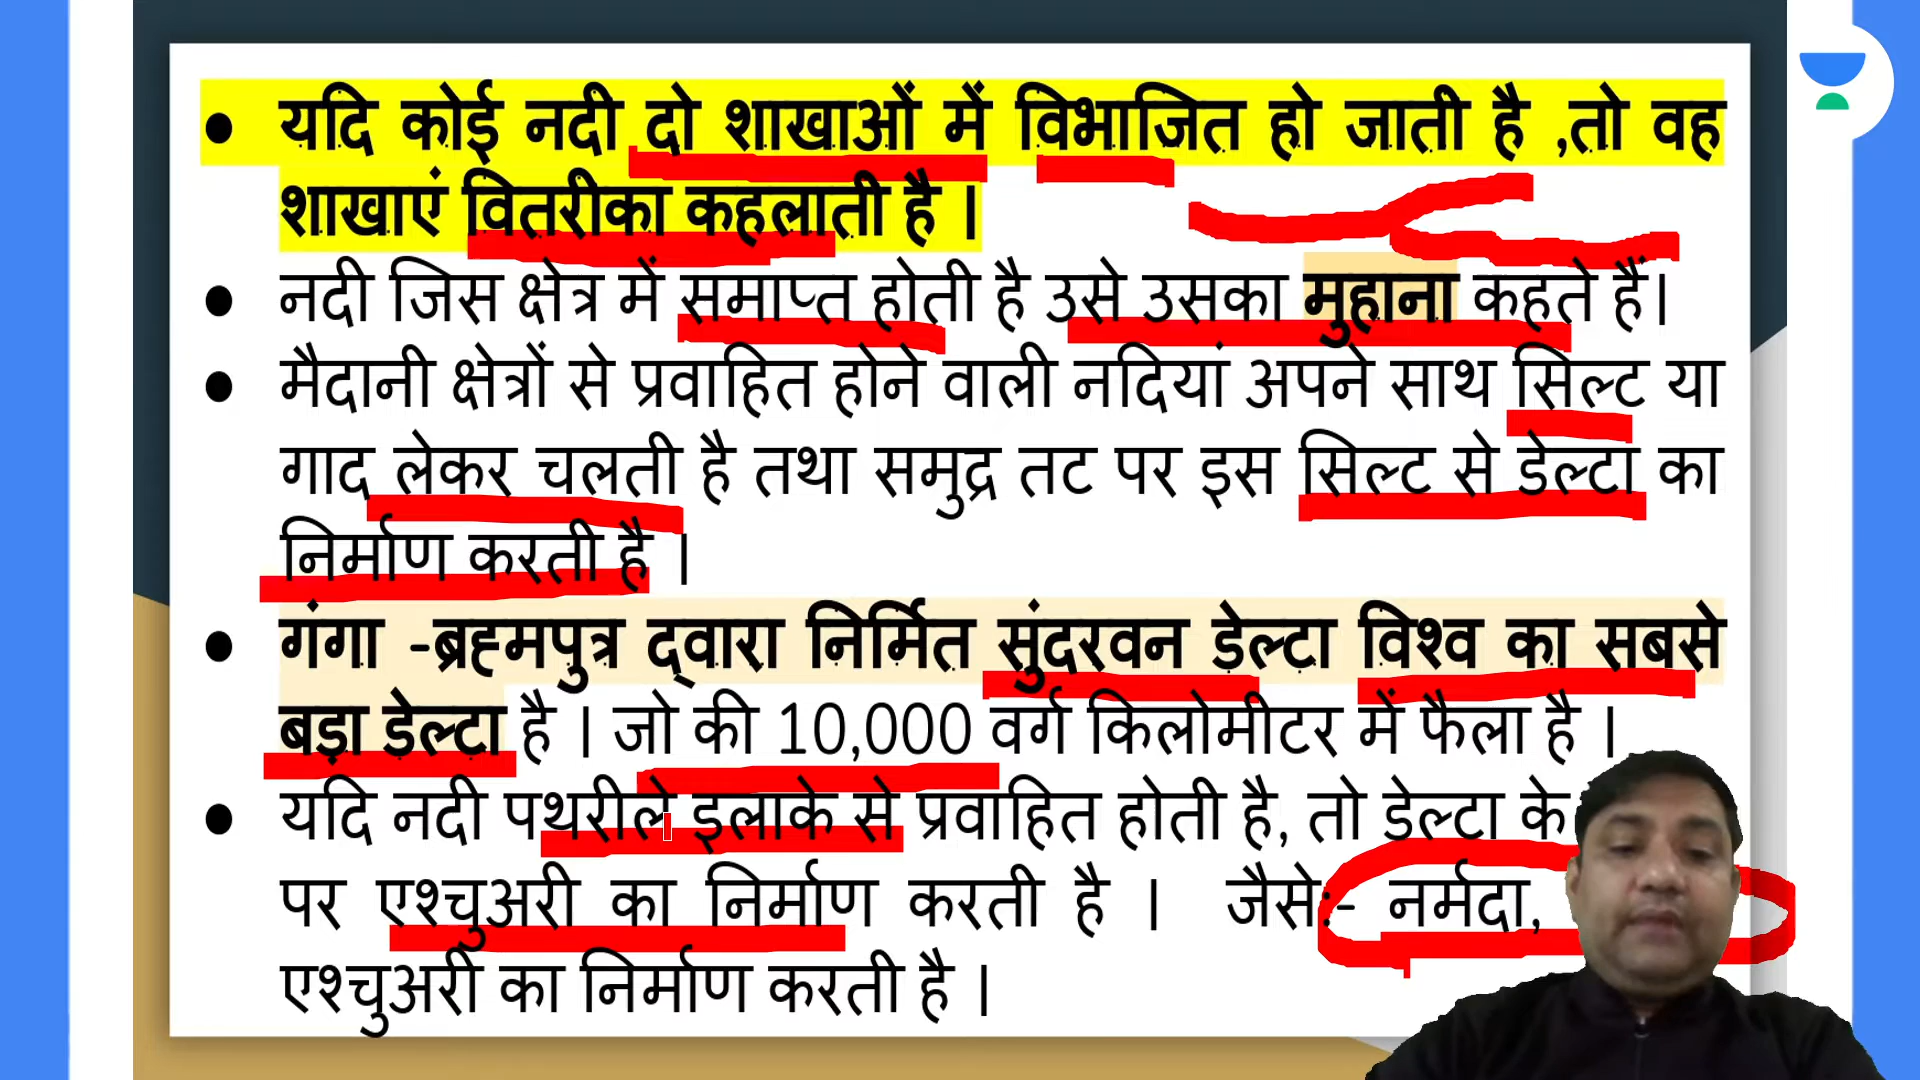 ● यदि कोई नदी दो शाखाओं में विभाजित हो जाती है ,तो वह
शाखाएं वितरीका कहलाती है ।
● नदी जिस क्षेत्र में समाप्त होती है उसे उसका मुहाना कहते हैं।
● मैदानी क्षेत्रों से प्रवाहित होने वाली नदियां अपने साथ सिल्ट या
गाद लेकर चलती है तथा समुद्र तट पर इस सिल्ट से डेल्टा का
निर्माण करती है ।
● गंगा -ब्रह्मपुत्र द्वारा निर्मित सुंदरवन डेल्टा विश्व का सबसे
बड़ा डेल्टा है । जो की 10,000 वर्ग किलोमीटर में फैला है ।
● यदि नदी पथरीले इलाके से प्रवाहित होती है, तो डेल्टा के
पर एश्चुअरी का निर्माण करती है । जैसे:- नर्मदा,
एश्चुअरी का निर्माण करती है ।